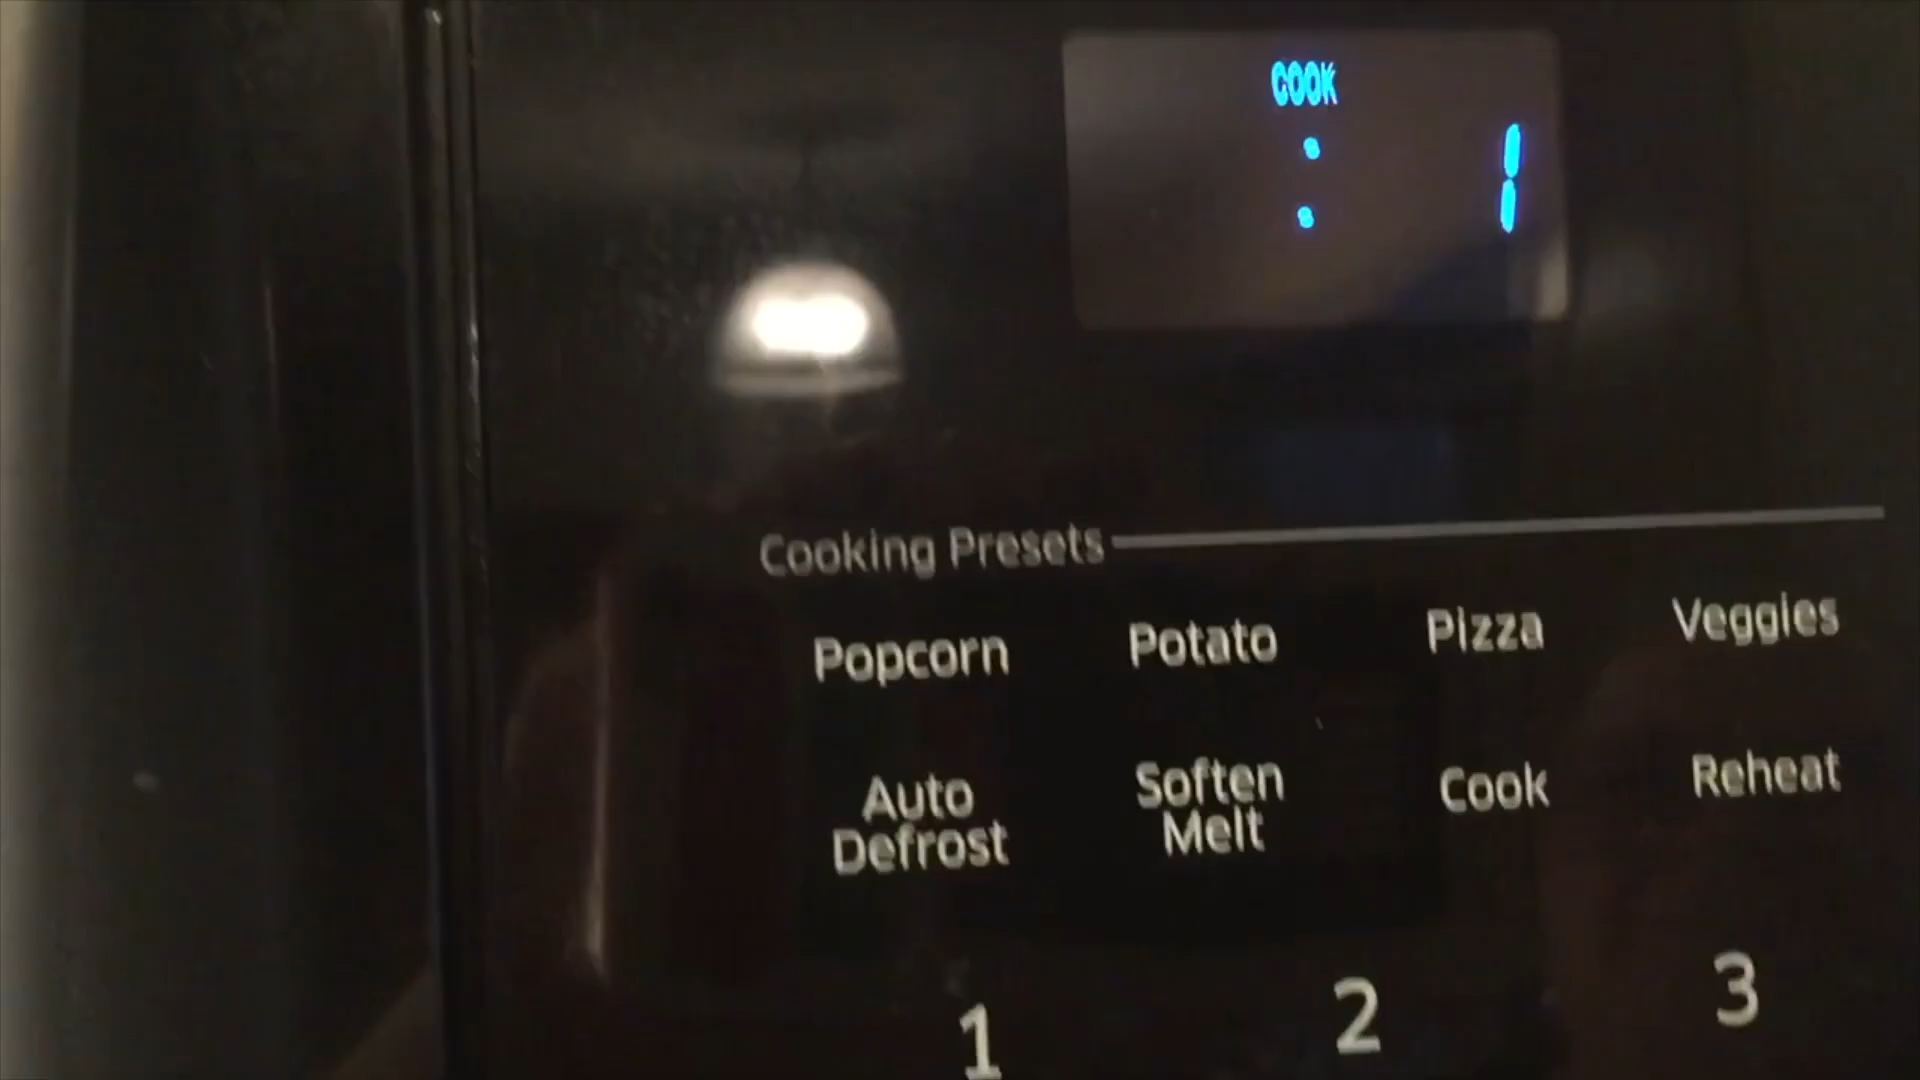 COOK
: 1
Cooking Presets
Popcorn Potato Pizza Veggies
Auto Defrost Soften Melt Cook Reheat
1 2 3